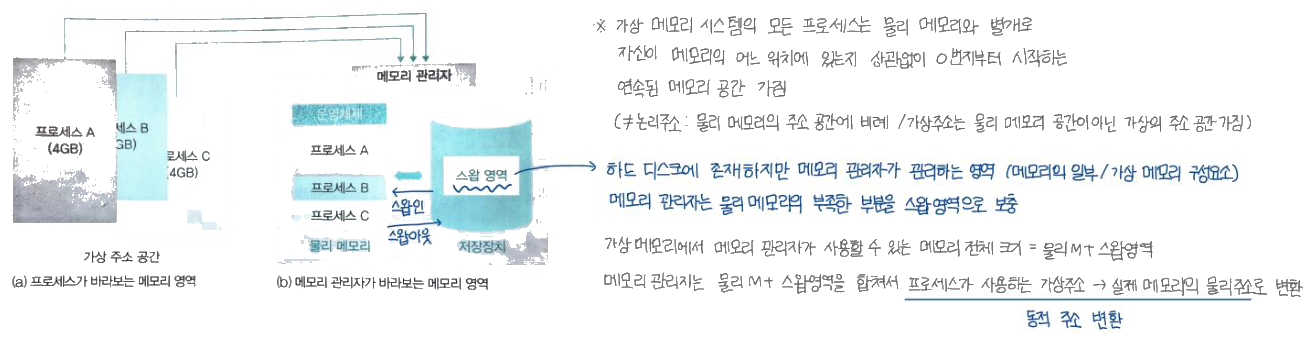 메모리 관리자
프로세스 A
(4GB)
세스 B
GB)
로세스 C
(4GB)
가상 주소 공간
(a) 프로세스가 바라보는 메모리 영역
운영체제
프로세스 A
프로세스 B
프로세스 C
물리 메모리
스왑인
스왑아웃
스왑 영역
저장장치
(b) 메모리 관리자가 바라보는 메모리 영역
※ 가상 메모리 시스템의 모든 프로세스는 물리 메모리와 별개로
자신이 메모리의 어느 위치에 있는지 상관없이 0번지부터 시작하는
연속된 메모리 공간 가짐
(≠논리주소 : 물리 메모리의 주소 공간에 비례 / 가상주소는 물리 메모리 공간이 아닌 가상의 주소 공간 가짐)
하드 디스크에 존재하지만 메모리 관리자가 관리하는 영역 (메모리의 일부 / 가상 메모리 구성요소)
메모리 관리자는 물리 메모리의 부족한 부분을 스왑영역으로 보충
가상 메모리에서 메모리 관리자가 사용할 수 있는 메모리 전체 크기 = 물리M + 스왑영역
메모리 관리자는 물리 M + 스왑영역을 합쳐서 프로세스가 사용하는 가상주소 → 실제 메모리의 물리주소로 변환
동적 주소 변환